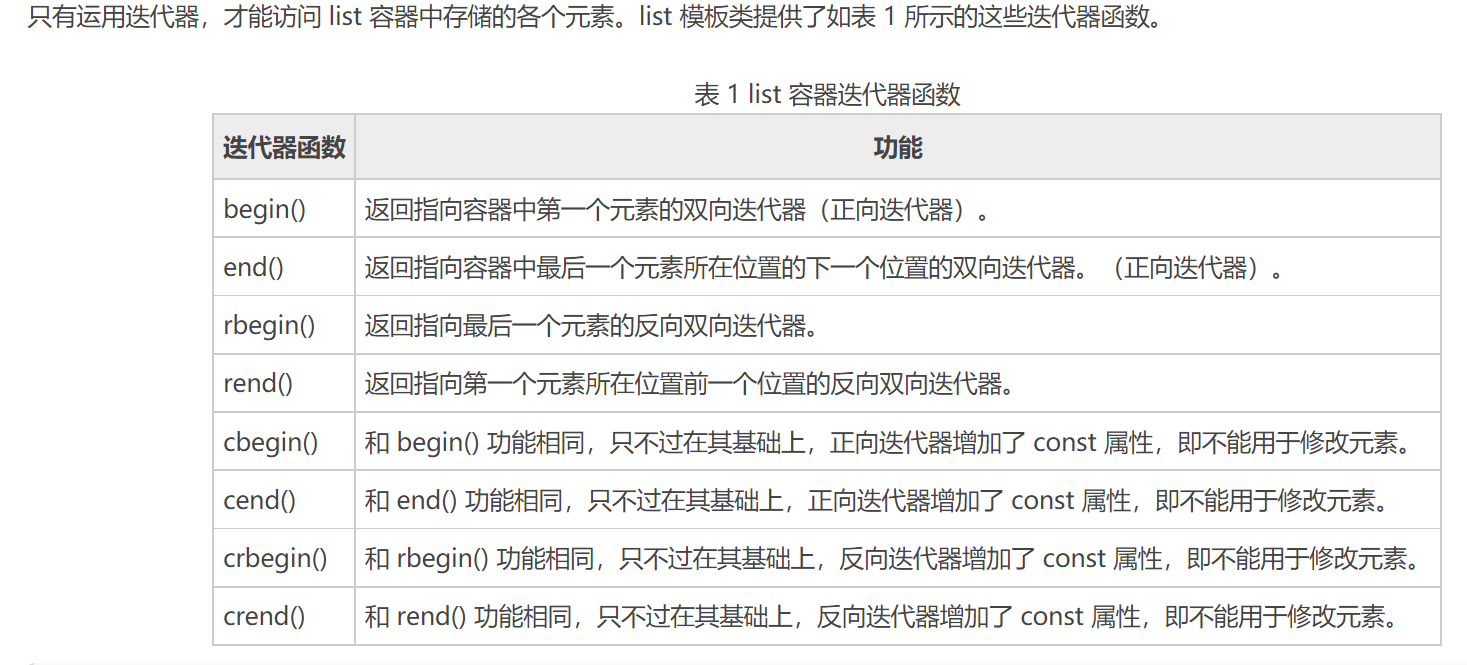 只有运用迭代器，才能访问 list 容器中存储的各个元素。list 模板类提供了如表 1 所示的这些迭代器函数。
表 1 list 容器迭代器函数
迭代器函数 功能
begin() 返回指向容器中第一个元素的双向迭代器（正向迭代器）。
end() 返回指向容器中最后一个元素所在位置的下一个位置的双向迭代器。（正向迭代器）。
rbegin() 返回指向最后一个元素的反向双向迭代器。
rend() 返回指向第一个元素所在位置前一个位置的反向双向迭代器。
cbegin() 和 begin() 功能相同，只不过在其基础上，正向迭代器增加了 const 属性，即不能用于修改元素。
cend() 和 end() 功能相同，只不过在其基础上，正向迭代器增加了 const 属性，即不能用于修改元素。
crbegin() 和 rbegin() 功能相同，只不过在其基础上，反向迭代器增加了 const 属性，即不能用于修改元素。
crend() 和 rend() 功能相同，只不过在其基础上，反向迭代器增加了 const 属性，即不能用于修改元素。